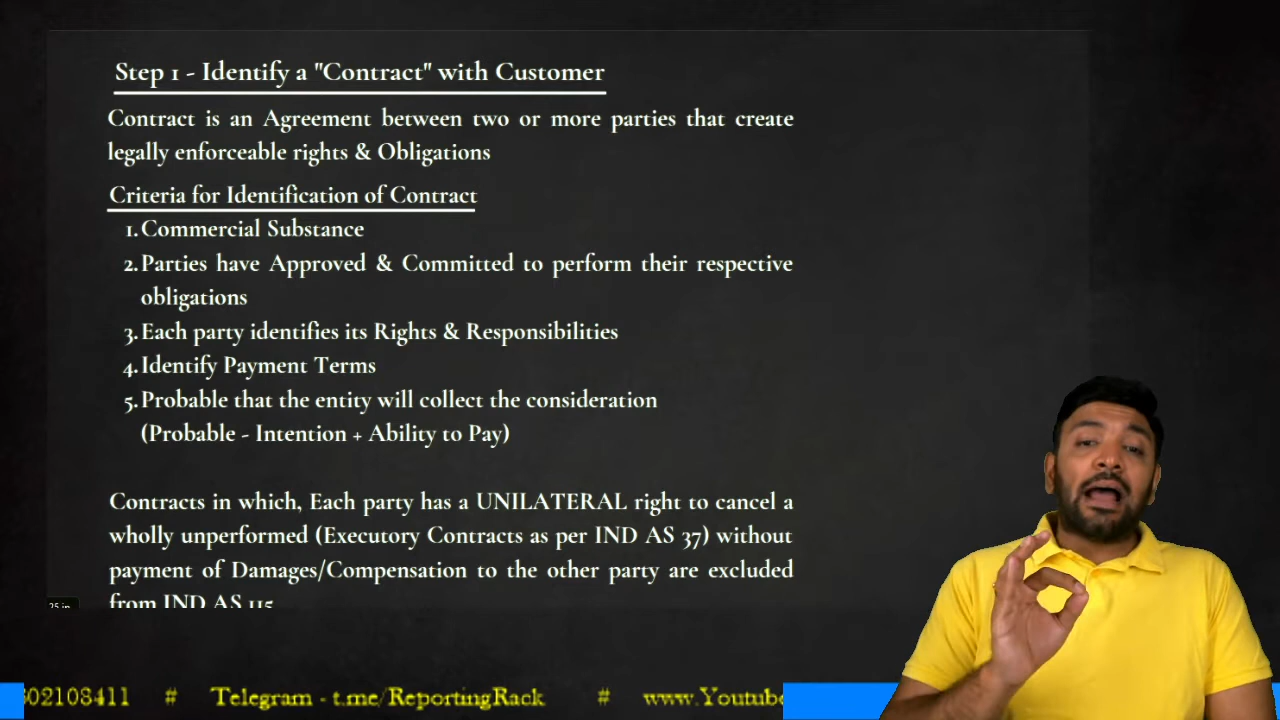 Step 1 - Identify a "Contract" with Customer
Contract is an Agreement between two or more parties that create
legally enforceable rights & Obligations
Criteria for Identification of Contract
1. Commercial Substance
2. Parties have Approved & Committed to perform their respective
obligations
3. Each party identifies its Rights & Responsibilities
4. Identify Payment Terms
5. Probable that the entity will collect the consideration
(Probable - Intention + Ability to Pay)
Contracts in which, Each party has a UNILATERAL right to cancel a
wholly unperformed (Executory Contracts as per IND AS 37) without
payment of Damages/Compensation to the other party are excluded
from IND AS 115
02108411 # Telegram - t.me/ReportingRack # www.Youtube